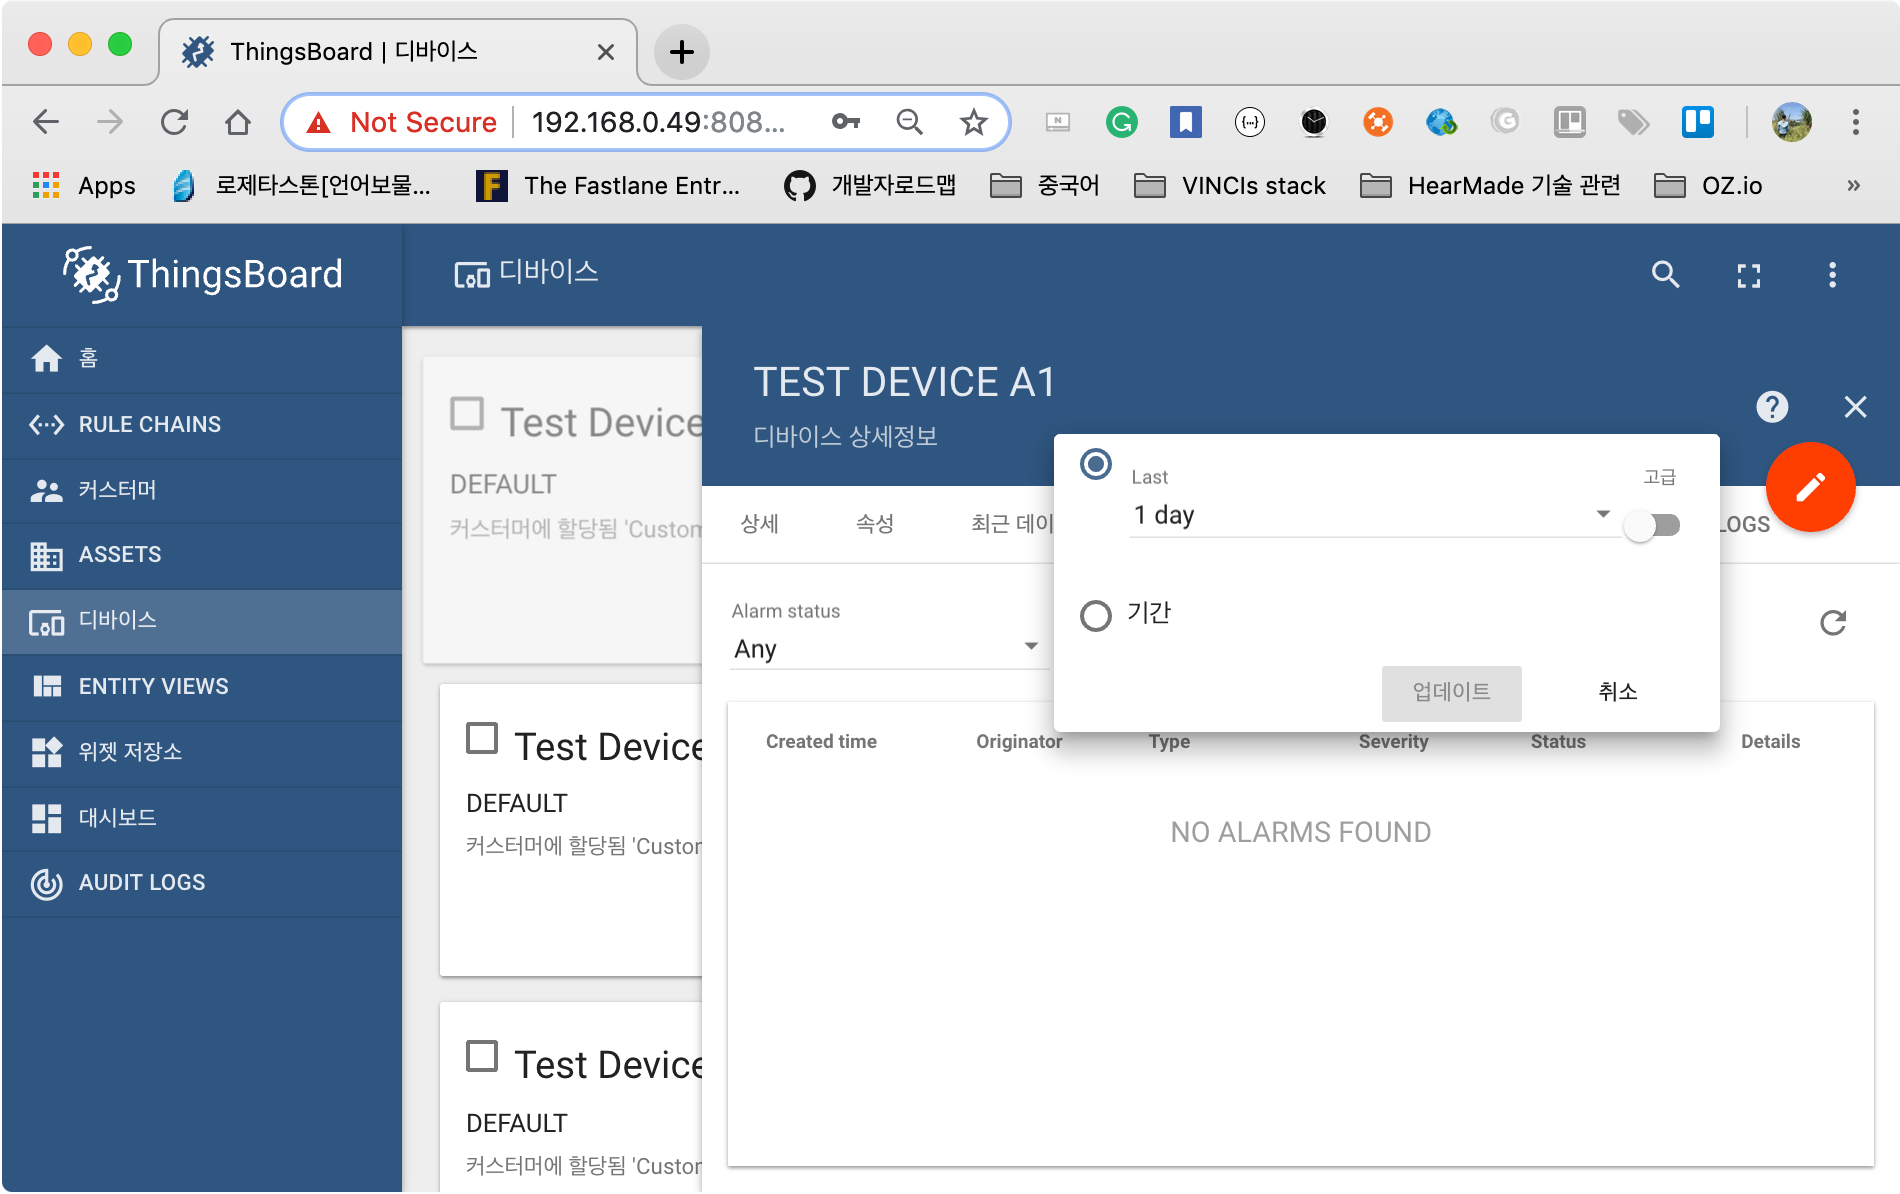 ThingsBoard | 디바이스
Not Secure
192.168.0.49:808...
Apps
로제타스톤[언어보물...
The Fastlane Entr...
개발자로드맵
중국어
VINCIs stack
HearMade 기술 관련
OZ.io
»
ThingsBoard
디바이스
홈
RULE CHAINS
커스터머
ASSETS
디바이스
ENTITY VIEWS
위젯 저장소
대시보드
AUDIT LOGS
Test Device
DEFAULT
커스터머에 할당됨 'Custom
Test Device
DEFAULT
커스터머에 할당됨 'Custor
Test Device
DEFAULT
커스터머에 할당됨 'Custor
TEST DEVICE A1
디바이스 상세정보
상세
속성
최근 데이
LOGS
Last
고급
1 day
기간
업데이트
취소
Alarm status
Any
Created time
Originator
Type
Severity
Status
Details
NO ALARMS FOUND